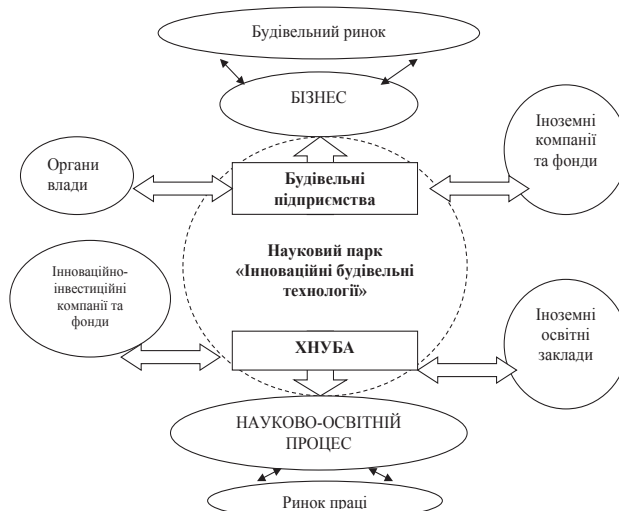 Будівельний ринок
БІЗНЕС
Іноземні
компанії
та фонди
Органи
влади
Будівельні
підприємства
Науковий парк
«Інноваційні будівельні
технології»
Інноваційно-
інвестиційні
компанії та
фонди
Іноземні
освітні
заклади
ХНУБА
НАУКОВО-ОСВІТНІЙ
ПРОЦЕС
Ринок праці